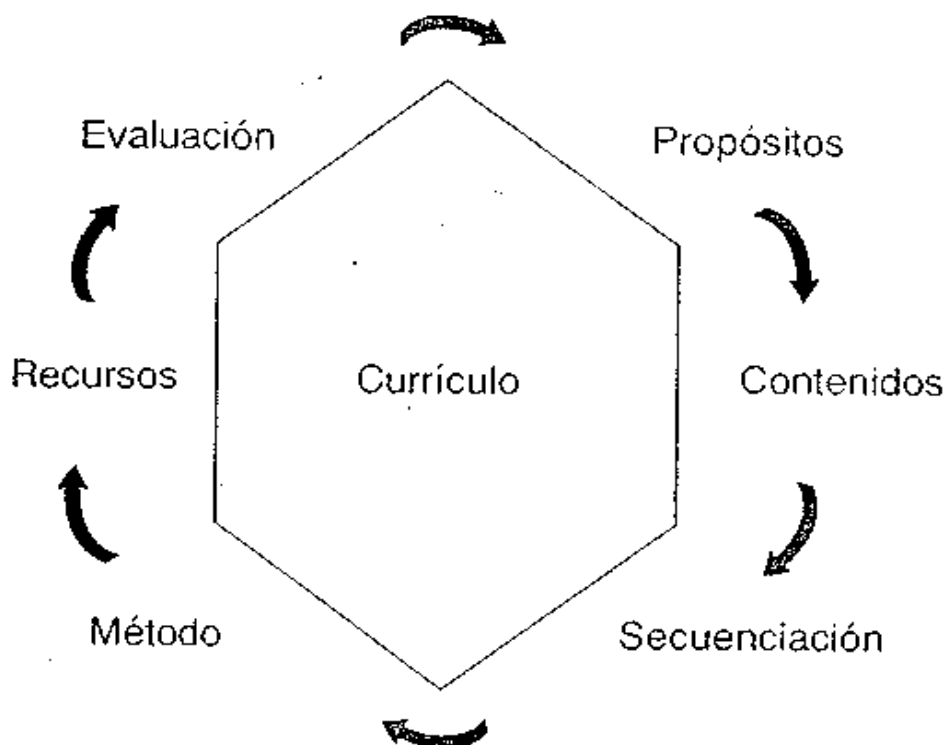 Evaluación
Propósitos
Recursos
Currículo
Contenidos
Método
Secuenciación